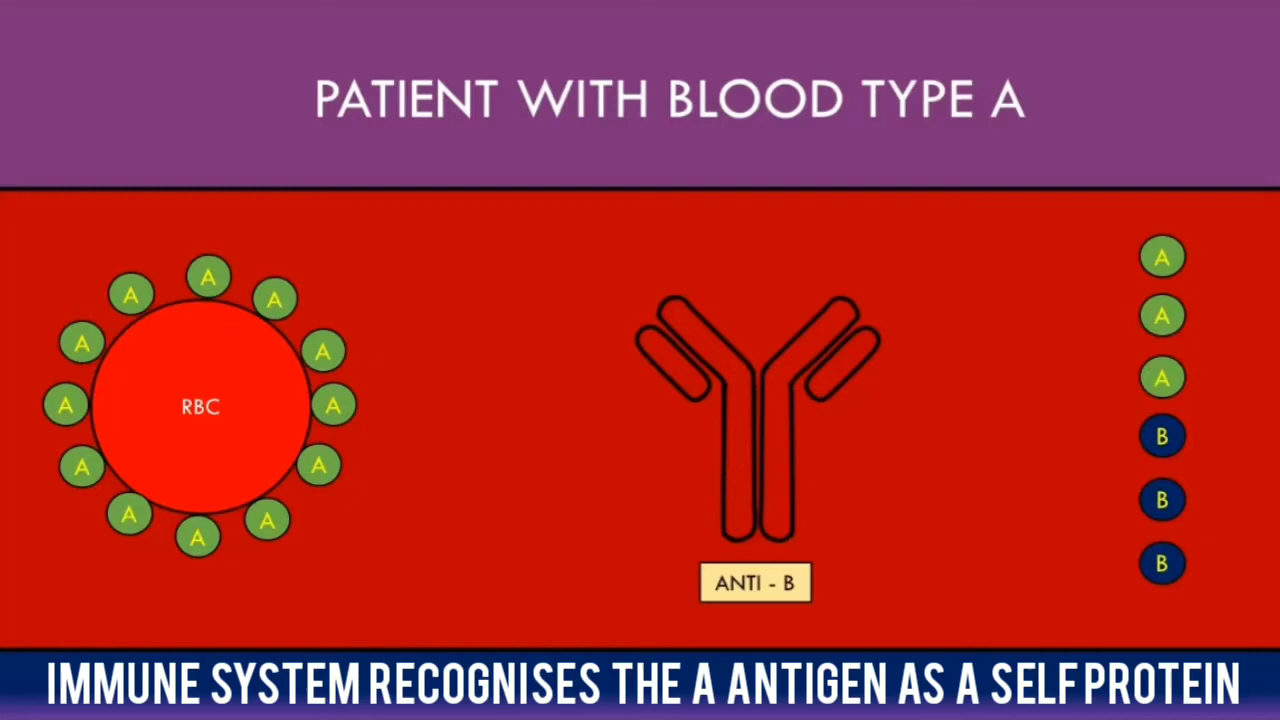 PATIENT WITH BLOOD TYPE A
A
A
A
A
A
A
A
A
A
A
A
A
RBC
ANTI - B
A
A
A
B
B
B
IMMUNE SYSTEM RECOGNISES THE A ANTIGEN AS A SELF PROTEIN